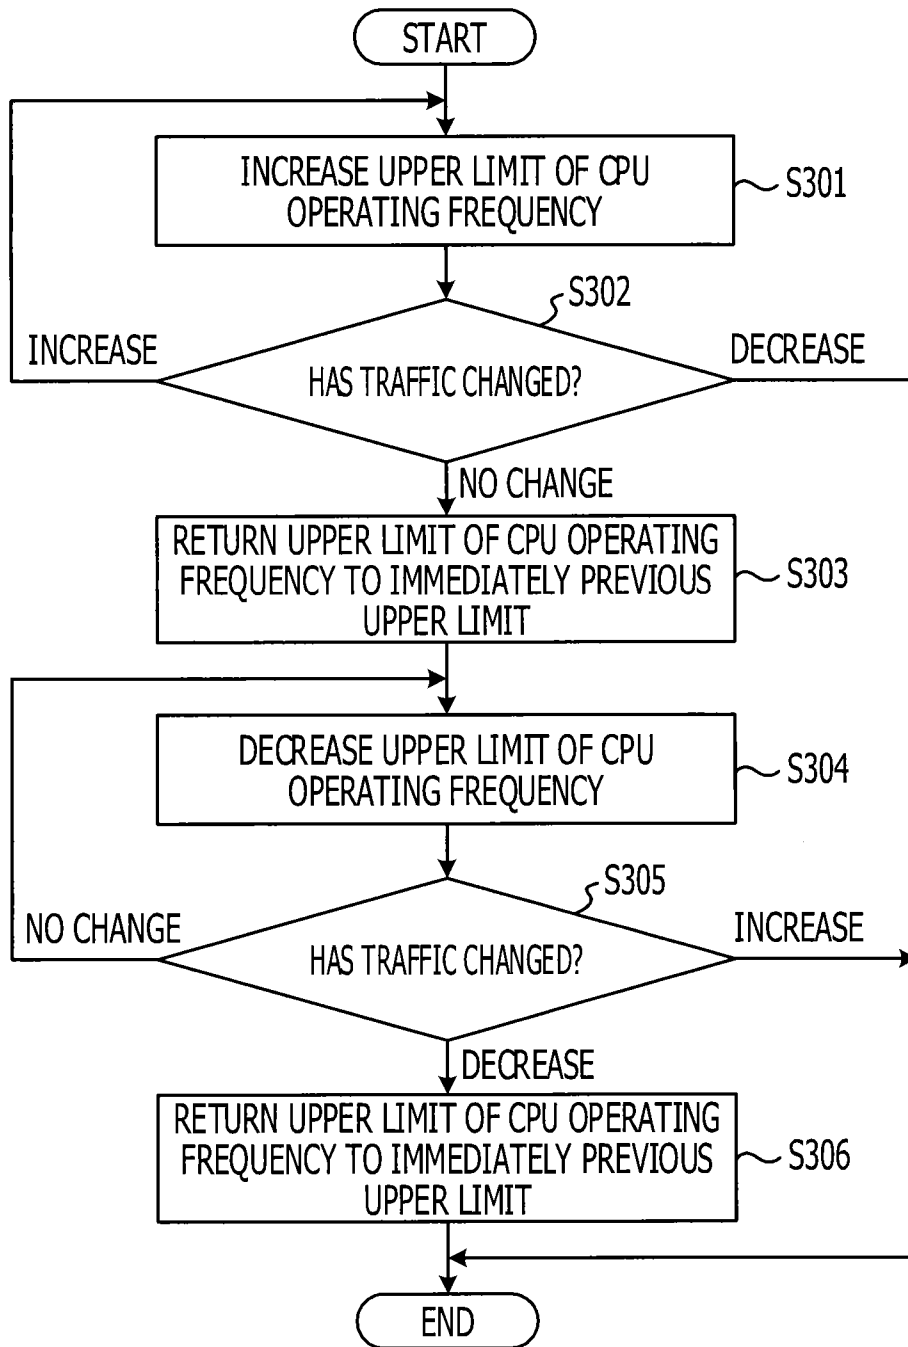 START
INCREASE UPPER LIMIT OF CPU
OPERATING FREQUENCY
S301
S302
INCREASE
DECREASE
HAS TRAFFIC CHANGED?
NO CHANGE
RETURN UPPER LIMIT OF CPU OPERATING
FREQUENCY TO IMMEDIATELY PREVIOUS
UPPER LIMIT
S303
DECREASE UPPER LIMIT OF CPU
OPERATING FREQUENCY
S304
S305
NO CHANGE
INCREASE
HAS TRAFFIC CHANGED?
DECREASE
RETURN UPPER LIMIT OF CPU OPERATING
FREQUENCY TO IMMEDIATELY PREVIOUS
UPPER LIMIT
S306
END